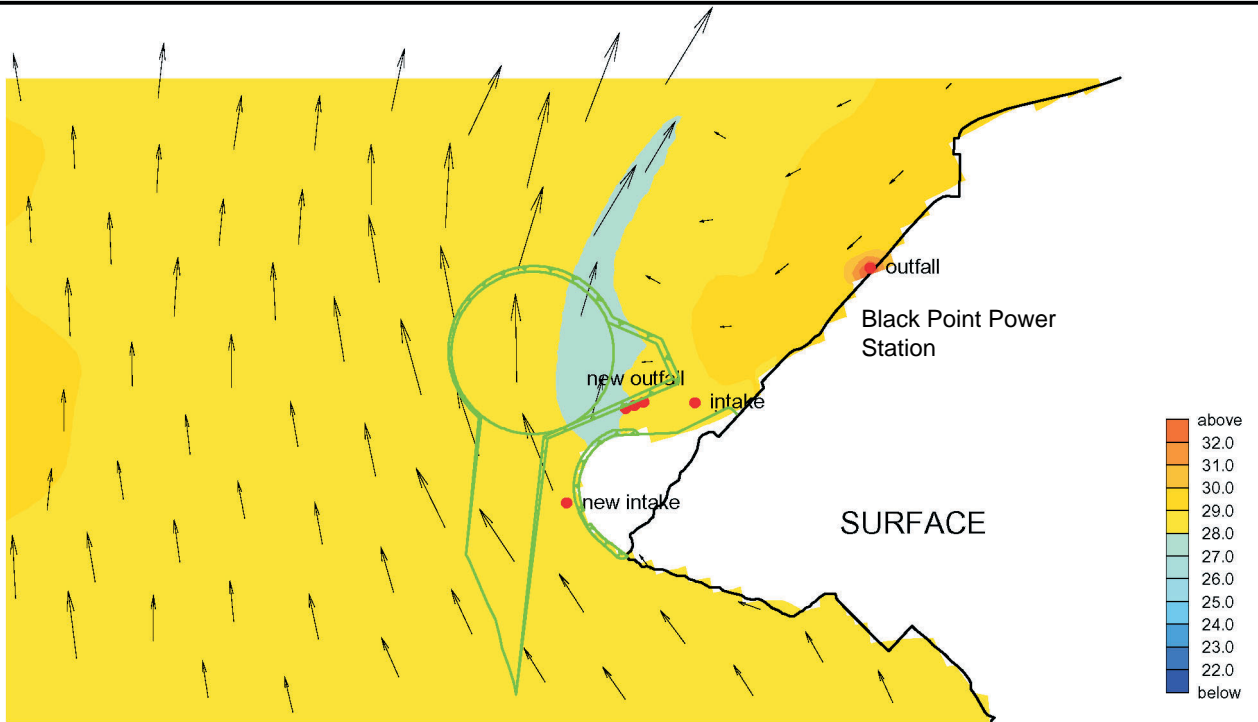 outfall
Black Point Power
Station
new outfall
intake
new intake
SURFACE
above
32.0
31.0
30.0
29.0
28.0
27.0
26.0
25.0
24.0
23.0
22.0
below